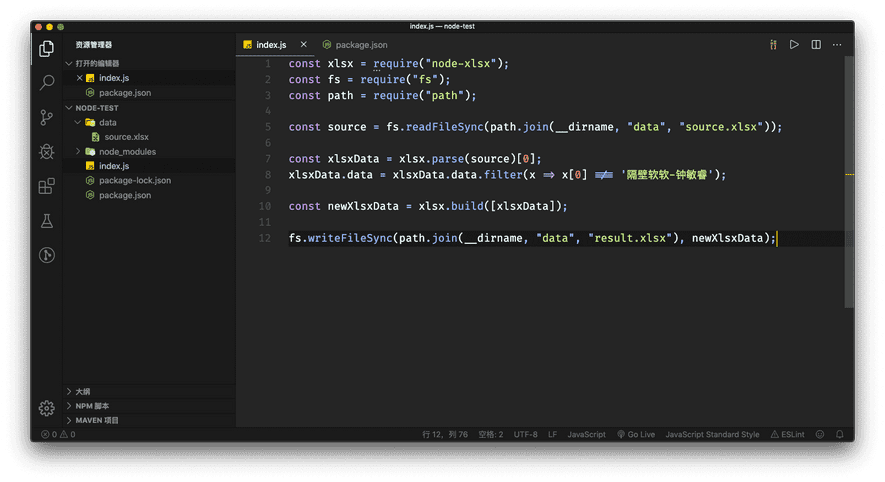 index.js — node-test
资源管理器
打开的编辑器
index.js
package.json
NODE-TEST
data
source.xlsx
node_modules
index.js
package-lock.json
package.json
大纲
NPM 脚本
MAVEN 项目
index.js
package.json
1 const xlsx = require("node-xlsx");
2 const fs = require("fs");
3 const path = require("path");
4
5 const source = fs.readFileSync(path.join(__dirname, "data", "source.xlsx"));
6
7 const xlsxData = xlsx.parse(source)[0];
8 xlsxData.data = xlsxData.data.filter(x => x[0] !== '隔壁软软-钟敏睿');
9
10 const newXlsxData = xlsx.build([xlsxData]);
11
12 fs.writeFileSync(path.join(__dirname, "data", "result.xlsx"), newXlsxData);
0 0 行 12，列 76 空格: 2 UTF-8 LF JavaScript Go Live JavaScript Standard Style ESLint